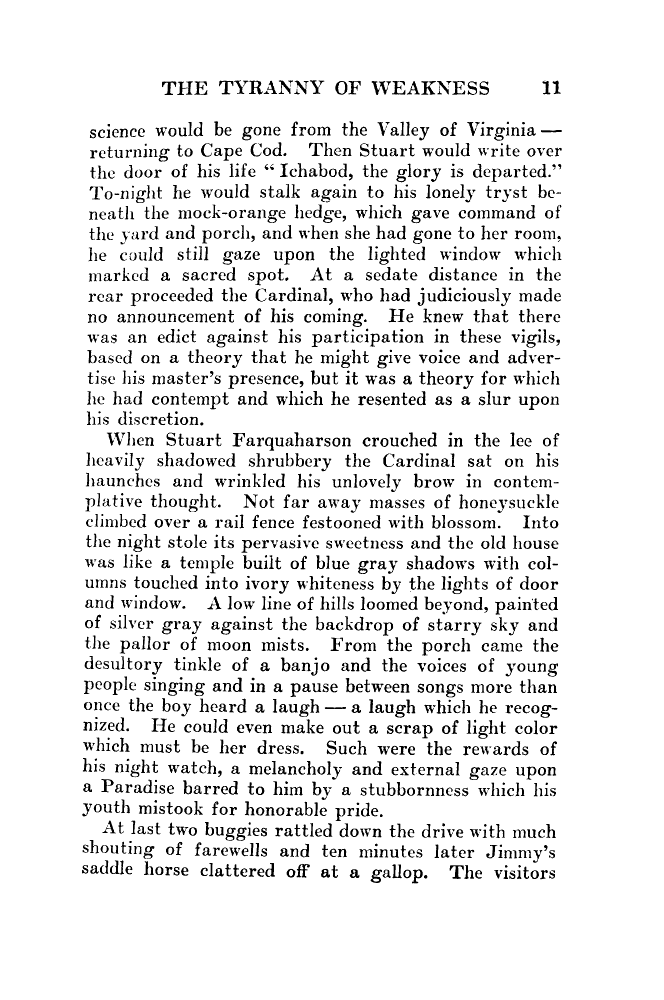 THE TYRANNY OF WEAKNESS 11
science would be gone from the Valley of Virginia —
returning to Cape Cod. Then Stuart would write over
the door of his life “ Ichabod, the glory is departed.”
To-night he would stalk again to his lonely tryst be-
neath the mock-orange hedge, which gave command of
the yard and porch, and when she had gone to her room,
he could still gaze upon the lighted window which
marked a sacred spot. At a sedate distance in the
rear proceeded the Cardinal, who had judiciously made
no announcement of his coming. He knew that there
was an edict against his participation in these vigils,
based on a theory that he might give voice and adver-
tise his master's presence, but it was a theory for which
he had contempt and which he resented as a slur upon
his discretion.
When Stuart Farquaharson crouched in the lee of
heavily shadowed shrubbery the Cardinal sat on his
haunches and wrinkled his unlovely brow in contem-
plative thought. Not far away masses of honeysuckle
climbed over a rail fence festooned with blossom. Into
the night stole its pervasive sweetness and the old house
was like a temple built of blue gray shadows with col-
umns touched into ivory whiteness by the lights of door
and window. A low line of hills loomed beyond, painted
of silver gray against the backdrop of starry sky and
the pallor of moon mists. From the porch came the
desultory tinkle of a banjo and the voices of young
people singing and in a pause between songs more than
once the boy heard a laugh — a laugh which he recog-
nized. He could even make out a scrap of light color
which must be her dress. Such were the rewards of
his night watch, a melancholy and external gaze upon
a Paradise barred to him by a stubbornness which his
youth mistook for honorable pride.
At last two buggies rattled down the drive with much
shouting of farewells and ten minutes later Jimmy's
saddle horse clattered off at a gallop. The visitors